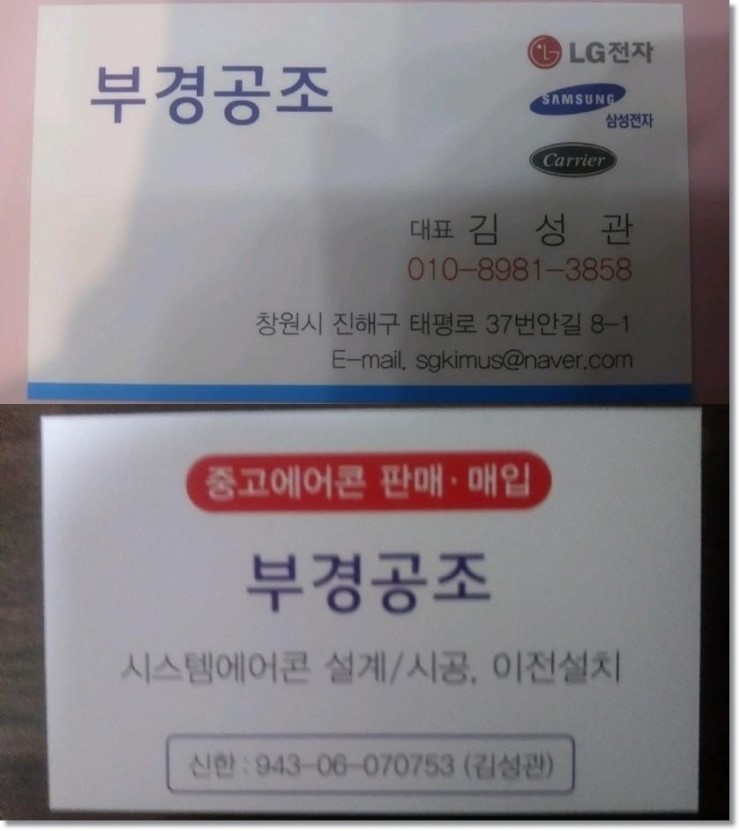 부경공조
LG전자
SAMSUNG
삼성전자
Carrier
대표 김 성 관
010-8981-3858
창원시 진해구 태평로 37번안길 8-1
E-mail. sgkimus@naver.com
중고에어콘 판매·매입
부경공조
시스템에어콘 설계/시공, 이전설치
신한 : 943-06-070753 (김성관)